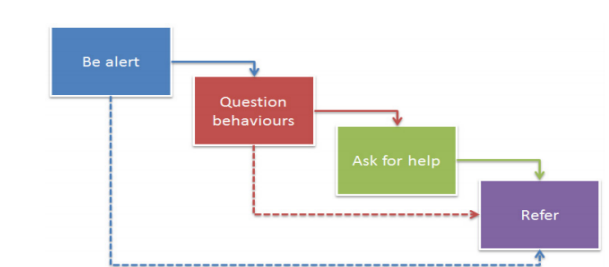 Be alert
Question
behaviours
Ask for help
Refer